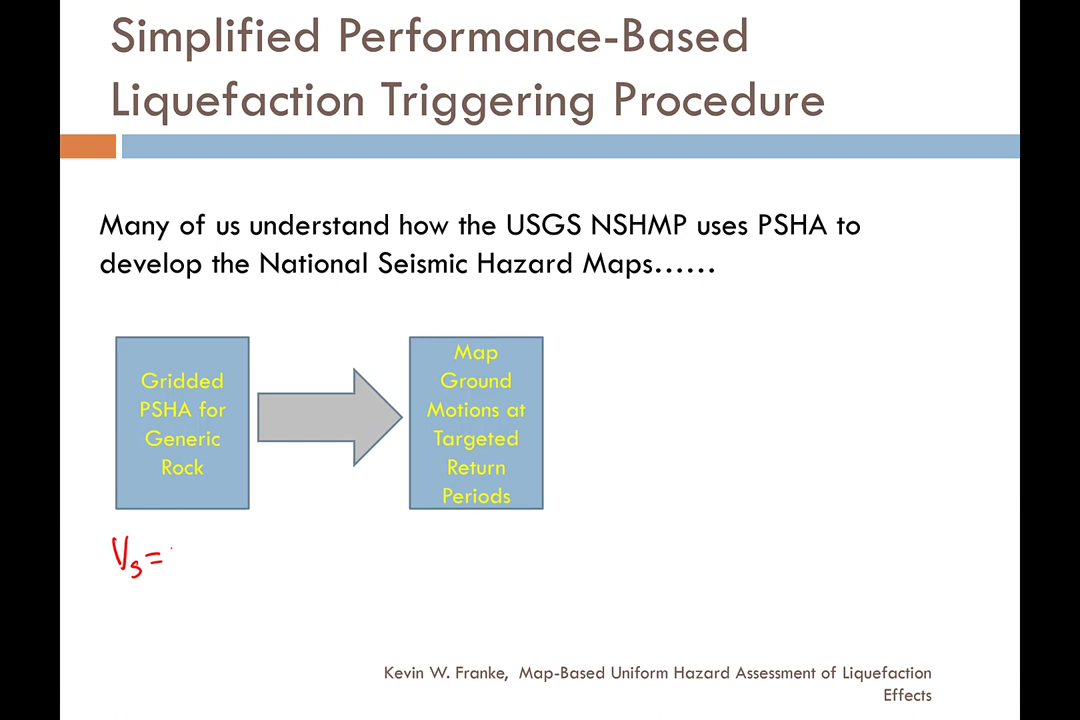 Simplified Performance-Based
Liquefaction Triggering Procedure
Many of us understand how the USGS NSHMP uses PSHA to
develop the National Seismic Hazard Maps......
Gridded
PSHA for
Generic
Rock
Map
Ground
Motions at
Targeted
Return
Periods
Vs=
Kevin W. Franke, Map-Based Uniform Hazard Assessment of Liquefaction
Effects